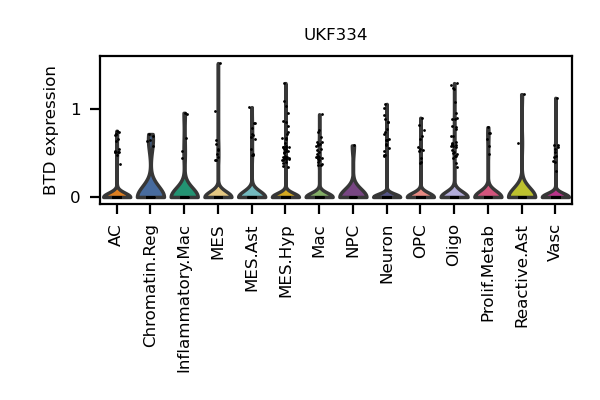 UKF334
BTD expression
1
0
AC
Chromatin.Reg
Inflammatory.Mac
MES
MES.Ast
MES.Hyp
Mac
NPC
Neuron
OPC
Oligo
Prolif.Metab
Reactive.Ast
Vasc